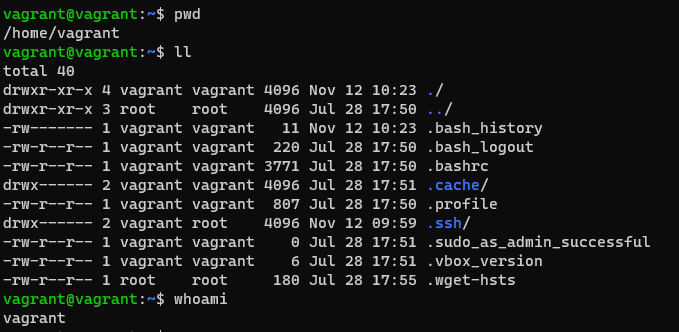 vagrant@vagrant:~$ pwd
/home/vagrant
vagrant@vagrant:~$ ll
total 40
drwxr-xr-x 4 vagrant vagrant 4096 Nov 12 10:23 ./
drwxr-xr-x 3 root    root    4096 Jul 28 17:50 ../
-rw------- 1 vagrant vagrant   11 Nov 12 10:23 .bash_history
-rw-r--r-- 1 vagrant vagrant  220 Jul 28 17:50 .bash_logout
-rw-r--r-- 1 vagrant vagrant 3771 Jul 28 17:50 .bashrc
drwx------ 2 vagrant vagrant 4096 Jul 28 17:51 .cache/
-rw-r--r-- 1 vagrant vagrant  807 Jul 28 17:50 .profile
drwx------ 2 vagrant root    4096 Nov 12 09:59 .ssh/
-rw-r--r-- 1 vagrant vagrant    0 Jul 28 17:51 .sudo_as_admin_successful
-rw-r--r-- 1 vagrant vagrant    6 Jul 28 17:51 .vbox_version
-rw-r--r-- 1 root    root     180 Jul 28 17:55 .wget-hsts
vagrant@vagrant:~$ whoami
vagrant